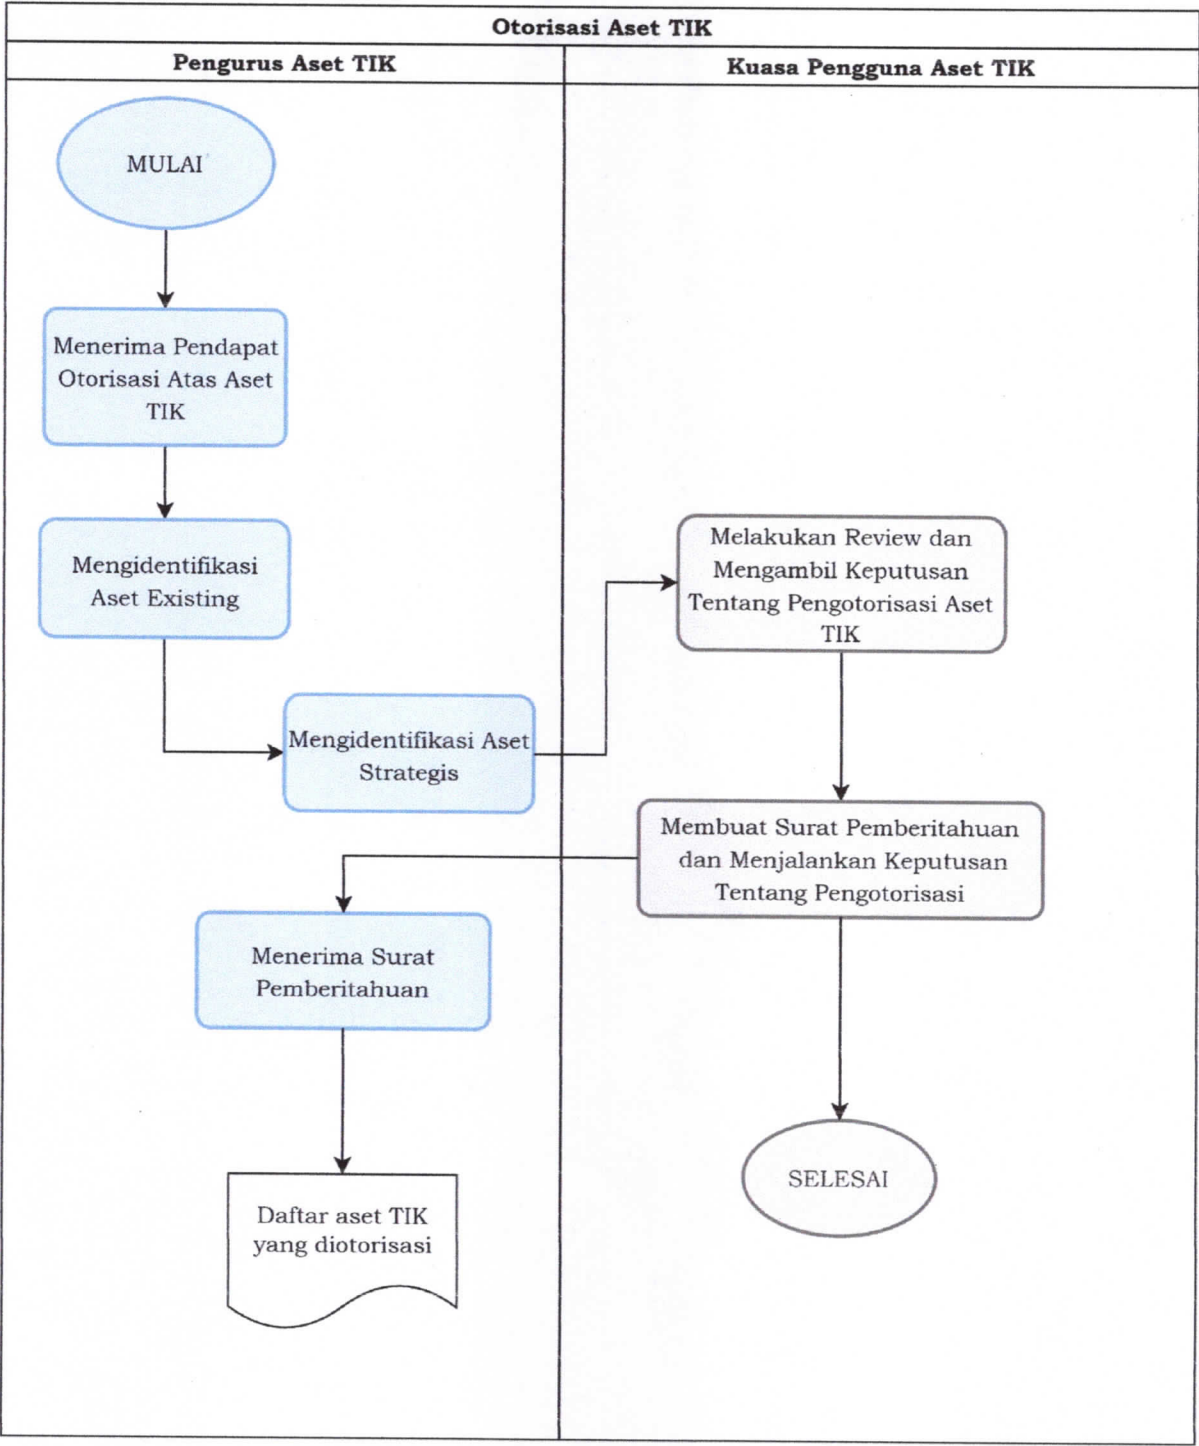 Otorisasi Aset TIK
Pengurus Aset TIK
Kuasa Pengguna Aset TIK
MULAI
Menerima Pendapat
Otorisasi Atas Aset
TIK
Mengidentifikasi
Aset Existing
Mengidentifikasi Aset
Strategis
Melakukan Review dan
Mengambil Keputusan
Tentang Pengotorisasi Aset
TIK
Membuat Surat Pemberitahuan
dan Menjalankan Keputusan
Tentang Pengotorisasi
Menerima Surat
Pemberitahuan
Daftar aset TIK
yang diotorisasi
SELESAI